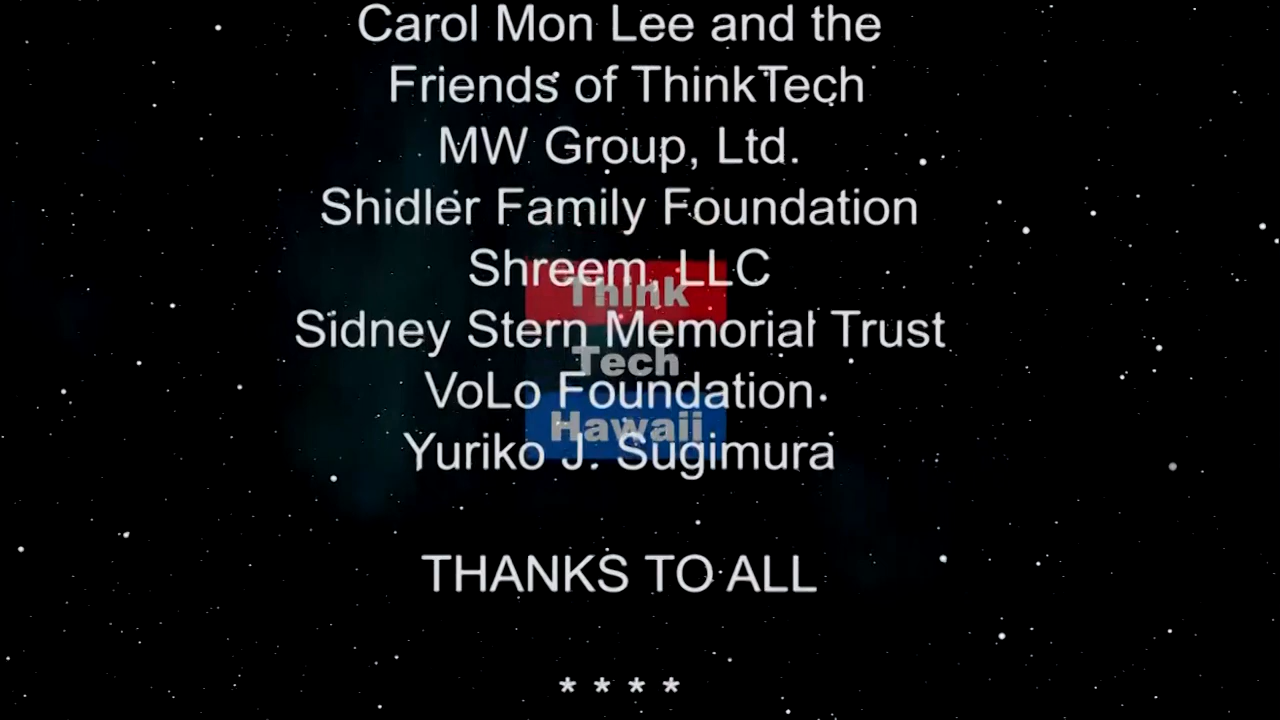 Carol Mon Lee and the
Friends of ThinkTech
MW Group, Ltd.
Shidler Family Foundation
Shreem, LLC
Think
Sidney Stern Memorial Trust
Tech
VoLo Foundation
Hawaii
Yuriko J. Sugimura
THANKS TO ALL
* * * *